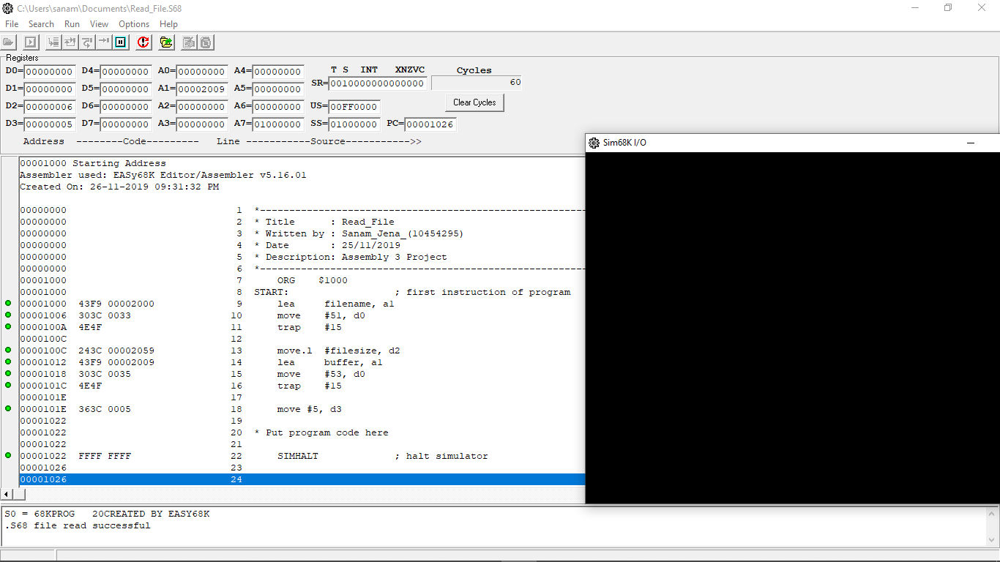 C:\Users\sanam\Documents\Read_File.S68
File Search Run View Options Help
Registers
D0= 00000000 D4= 00000000 A0= 00000000 A4= 00000000 T S INT XNZVC Cycles
SR= 0010000000000000 60
D1= 00000000 D5= 00000000 A1= 00002009 A5= 00000000
D2= 00000006 D6= 00000000 A2= 00000000 A6= 00000000 US= 00FF0000 Clear Cycles
D3= 00000005 D7= 00000000 A3= 00000000 A7= 01000000 SS= 01000000 PC= 00001026
Address --------Code--------- Line -----------Source----------->>
Sim68K I/O
00001000 Starting Address
Assembler used: EASy68K Editor/Assembler v5.16.01
Created On: 26-11-2019 09:31:32 PM
00000000 1 *--------------------------------------------------------
00000000 2 * Title : Read_File
00000000 3 * Written by : Sanam_Jena_(10454295)
00000000 4 * Date : 25/11/2019
00000000 5 * Description: Assembly 3 Project
00000000 6 *--------------------------------------------------------
00001000 7 ORG $1000
00001000 8 START: ; first instruction of program
00001000 43F9 00002000 9 lea filename, a1
00001006 303C 0033 10 move #51, d0
0000100A 4E4F 11 trap #15
0000100C 12
0000100C 243C 00002059 13 move.l #filesize, d2
00001012 43F9 00002009 14 lea buffer, a1
00001018 303C 0035 15 move #53, d0
0000101C 4E4F 16 trap #15
0000101E 17
0000101E 363C 0005 18 move #5, d3
00001022 19
00001022 20 * Put program code here
00001022 21
00001022 FFFF FFFF 22 SIMHALT ; halt simulator
00001026 23
00001026 24
S0 = 68KPROG 20CREATED BY EASY68K
.S68 file read successful